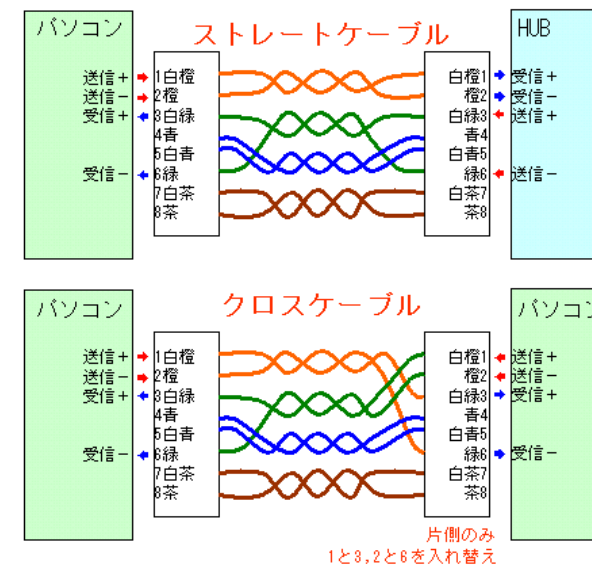 パソコン
ストレートケーブル
HUB
送信+
1白橙
白橙1
受信+
送信-
2橙
橙2
受信-
受信+
3白緑
白緑3
送信+
4青
青4
5白青
白青5
受信-
6緑
緑6
送信-
7白茶
白茶7
8茶
茶8
パソコン
クロスケーブル
パソコン
送信+
1白橙
白橙1
送信+
送信-
2橙
橙2
送信-
受信+
3白緑
白緑3
受信+
4青
青4
5白青
白青5
受信-
6緑
緑6
受信-
7白茶
白茶7
8茶
茶8
片側のみ
1と3,2と6を入れ替え